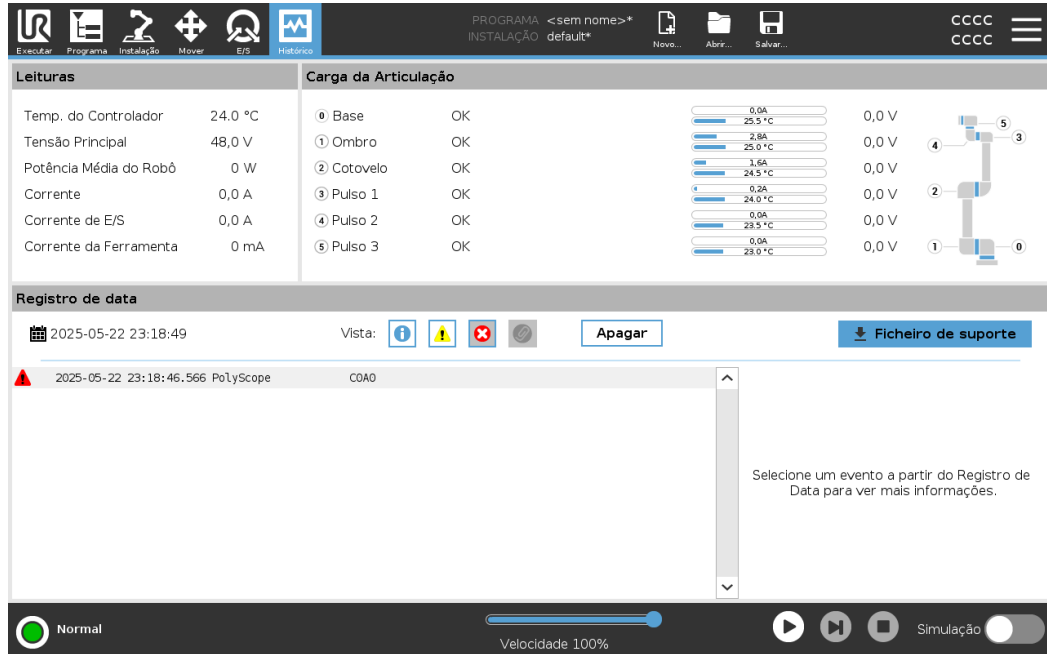 PROGRAMA <sem nome>*
INSTALAÇÃO default*
Executar Programa Instalação Mover E/S Histórico
Novo... Abrir... Salvar...
CCCC
CCCC
Leituras
Temp. do Controlador 24.0 °C
Tensão Principal 48,0 V
Potência Média do Robô 0 W
Corrente 0,0 A
Corrente de E/S 0,0 A
Corrente da Ferramenta 0 mA
Carga da Articulação
0 Base OK 0,0A 25.5 °C 0,0 V
1 Ombro OK 2,8A 25.0 °C 0,0 V
2 Cotovelo OK 1,6A 24.5 °C 0,0 V
3 Pulso 1 OK 0,2A 24.0 °C 0,0 V
4 Pulso 2 OK 0,0A 23.5 °C 0,0 V
5 Pulso 3 OK 0,0A 23.0 °C 0,0 V
5
4 3
2
1 0
Registro de data
2025-05-22 23:18:49 Vista: Apagar Ficheiro de suporte
2025-05-22 23:18:46.566 PolyScope C0A0
Selecione um evento a partir do Registro de
Data para ver mais informações.
Normal
Velocidade 100%
Simulação